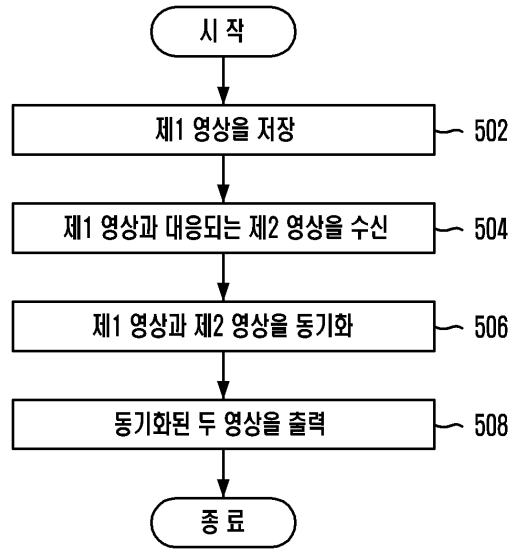 시 작
제1 영상을 저장
502
제1 영상과 대응되는 제2 영상을 수신
504
제1 영상과 제2 영상을 동기화
506
동기화된 두 영상을 출력
508
종 료